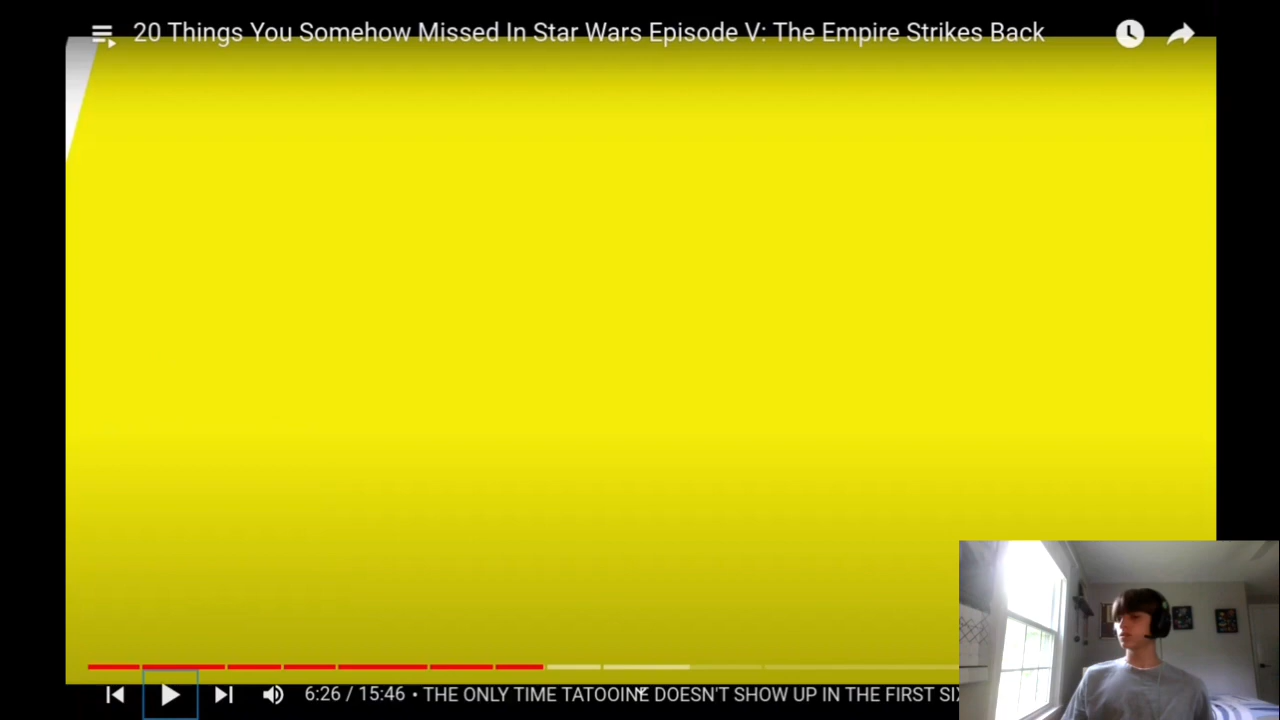 20 Things You Somehow Missed In Star Wars Episode V: The Empire Strikes Back
6:26 / 15:46 • THE ONLY TIME TATOOINE DOESN'T SHOW UP IN THE FIRST SIX